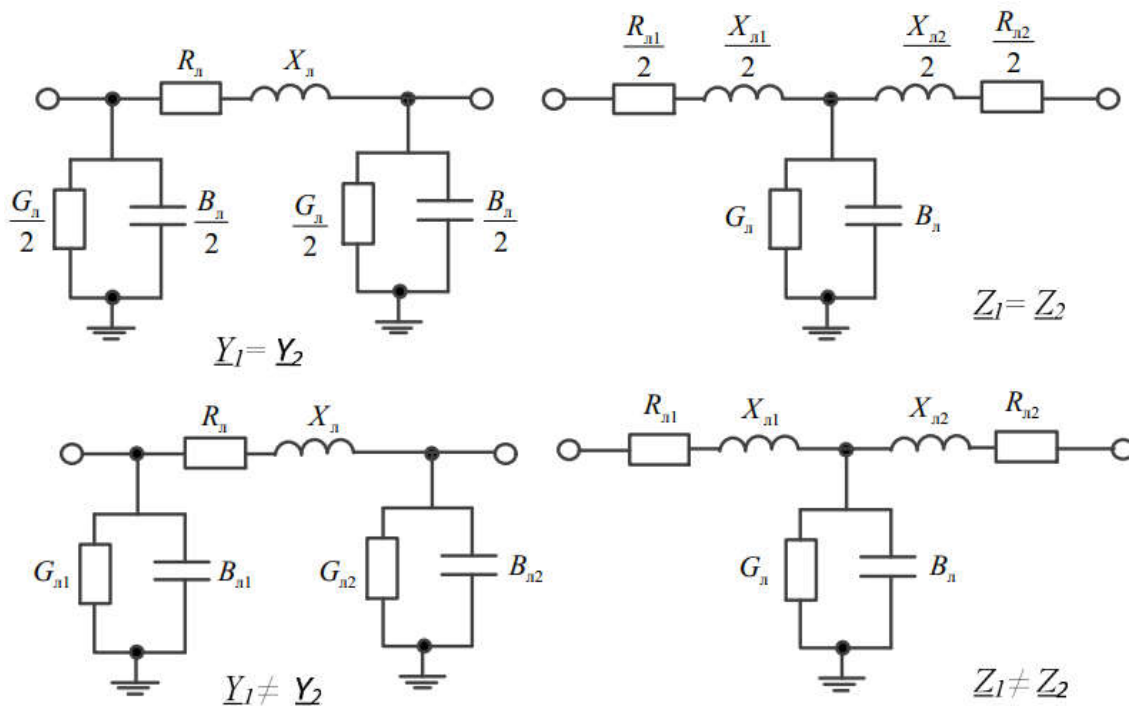 Rл
Xл
Gл/2
Bл/2
Gл/2
Bл/2
Y1 = Y2
Rл1/2
Xл1/2
Xл2/2
Rл2/2
Gл
Bл
Z1 = Z2
Rл
Xл
Gл1
Bл1
Gл2
Bл2
Y1 ≠ Y2
Rл1
Xл1
Xл2
Rл2
Gл
Bл
Z1 ≠ Z2